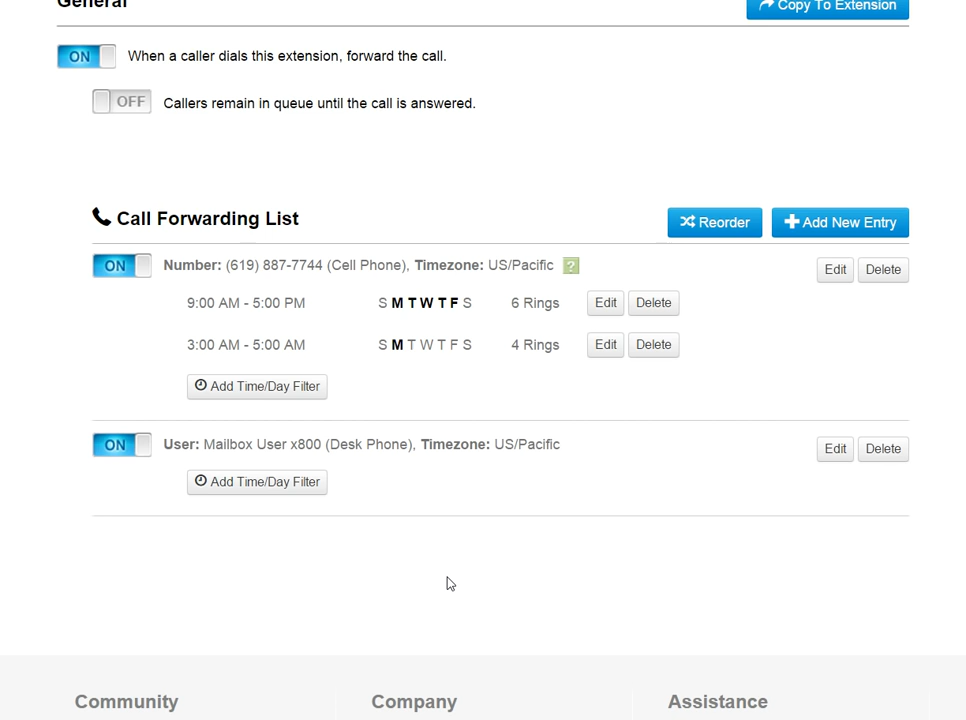 General
Copy To Extension
ON When a caller dials this extension, forward the call.
OFF Callers remain in queue until the call is answered.
Call Forwarding List
Reorder
Add New Entry
ON Number: (619) 887-7744 (Cell Phone), Timezone: US/Pacific ? Edit Delete
9:00 AM - 5:00 PM S M T W T F S 6 Rings Edit Delete
3:00 AM - 5:00 AM S M T W T F S 4 Rings Edit Delete
Add Time/Day Filter
ON User: Mailbox User x800 (Desk Phone), Timezone: US/Pacific Edit Delete
Add Time/Day Filter
Community Company Assistance